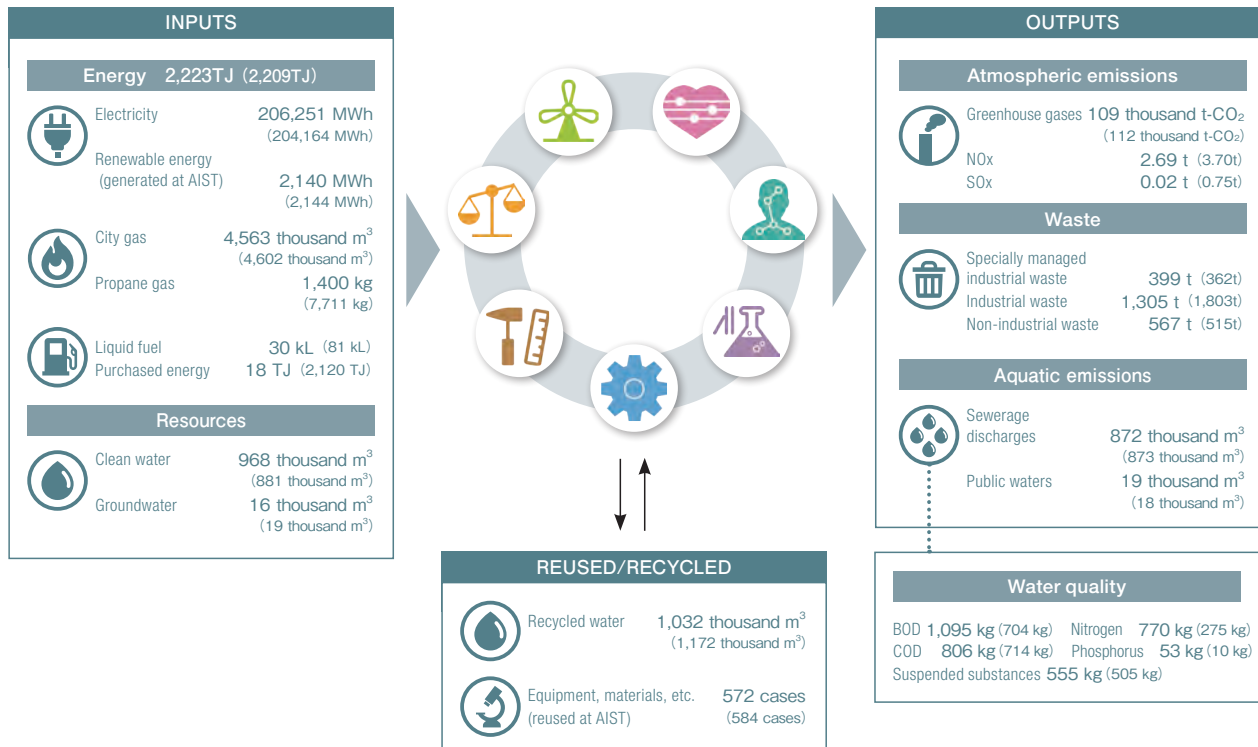 INPUTS
Energy 2,223TJ (2,209TJ)
Electricity 206,251 MWh
(204,164 MWh)
Renewable energy
(generated at AIST) 2,140 MWh
(2,144 MWh)
City gas 4,563 thousand m³
(4,602 thousand m³)
Propane gas 1,400 kg
(7,711 kg)
Liquid fuel 30 kL (81 kL)
Purchased energy 18 TJ (2,120 TJ)
Resources
Clean water 968 thousand m³
(881 thousand m³)
Groundwater 16 thousand m³
(19 thousand m³)
REUSED/RECYCLED
Recycled water 1,032 thousand m³
(1,172 thousand m³)
Equipment, materials, etc. 572 cases
(reused at AIST) (584 cases)
OUTPUTS
Atmospheric emissions
Greenhouse gases 109 thousand t-CO₂
(112 thousand t-CO₂)
NOx 2.69 t (3.70t)
SOx 0.02 t (0.75t)
Waste
Specially managed
industrial waste 399 t (362t)
Industrial waste 1,305 t (1,803t)
Non-industrial waste 567 t (515t)
Aquatic emissions
Sewerage
discharges 872 thousand m³
(873 thousand m³)
Public waters 19 thousand m³
(18 thousand m³)
Water quality
BOD 1,095 kg (704 kg) Nitrogen 770 kg (275 kg)
COD 806 kg (714 kg) Phosphorus 53 kg (10 kg)
Suspended substances 555 kg (505 kg)